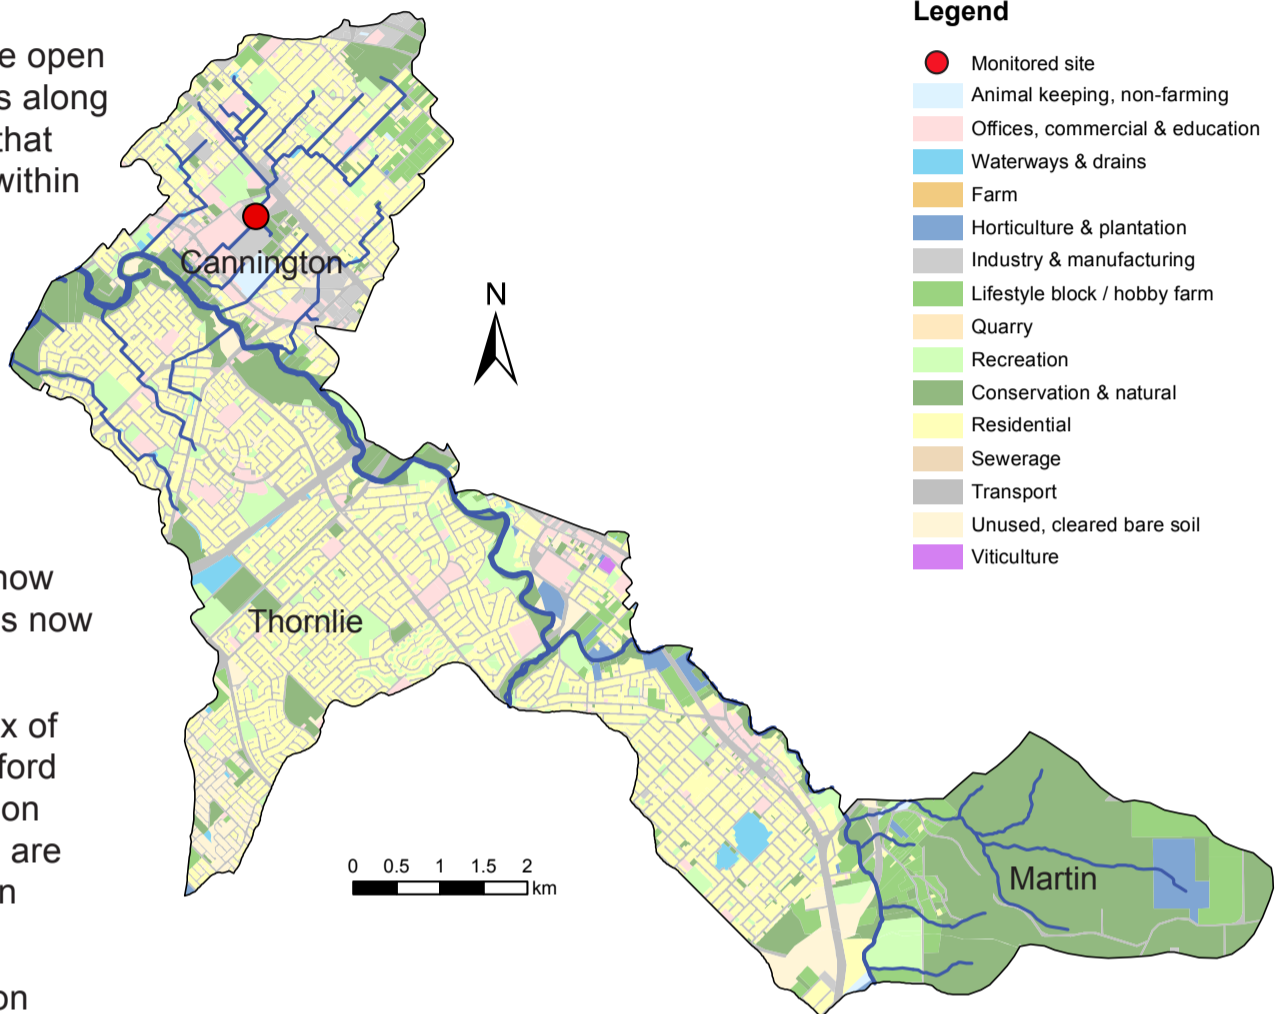 e open
s along
that
within
now
s now
x of
ford
on
are
n
on
Cannington
Thornlie
Martin
N
0 0.5 1 1.5 2
km
Legend
Monitored site
Animal keeping, non-farming
Offices, commercial & education
Waterways & drains
Farm
Horticulture & plantation
Industry & manufacturing
Lifestyle block / hobby farm
Quarry
Recreation
Conservation & natural
Residential
Sewerage
Transport
Unused, cleared bare soil
Viticulture